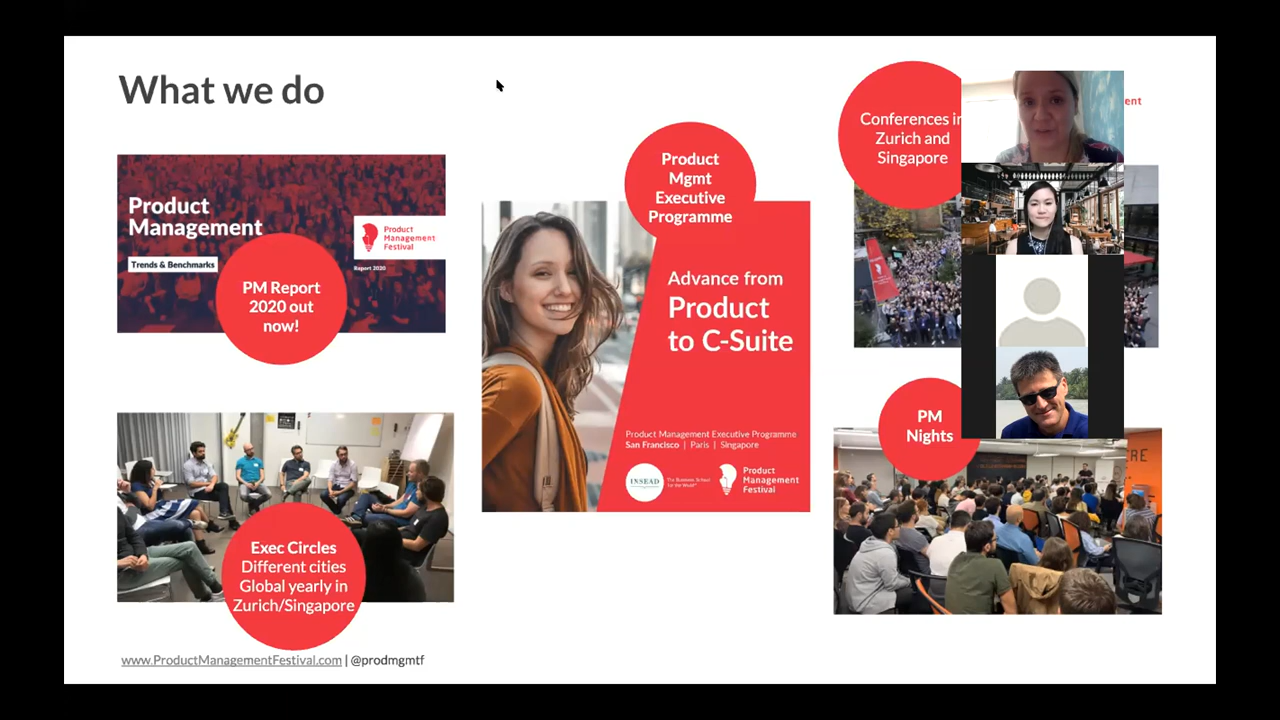 What we do
Product
Management
Trends & Benchmarks
Product
Management
Festival
Report 2020
PM Report
2020 out
now!
Exec Circles
Different cities
Global yearly in
Zurich/Singapore
www.ProductManagementFestival.com | @prodmgmtf
Product
Mgmt
Executive
Programme
Advance from
Product
to C-Suite
Product Management Executive Programme
San Francisco | Paris | Singapore
INSEAD
The Business School
for the World
Product
Management
Festival
Conferences in
Zurich and
Singapore
ent
PM
Nights
ERE